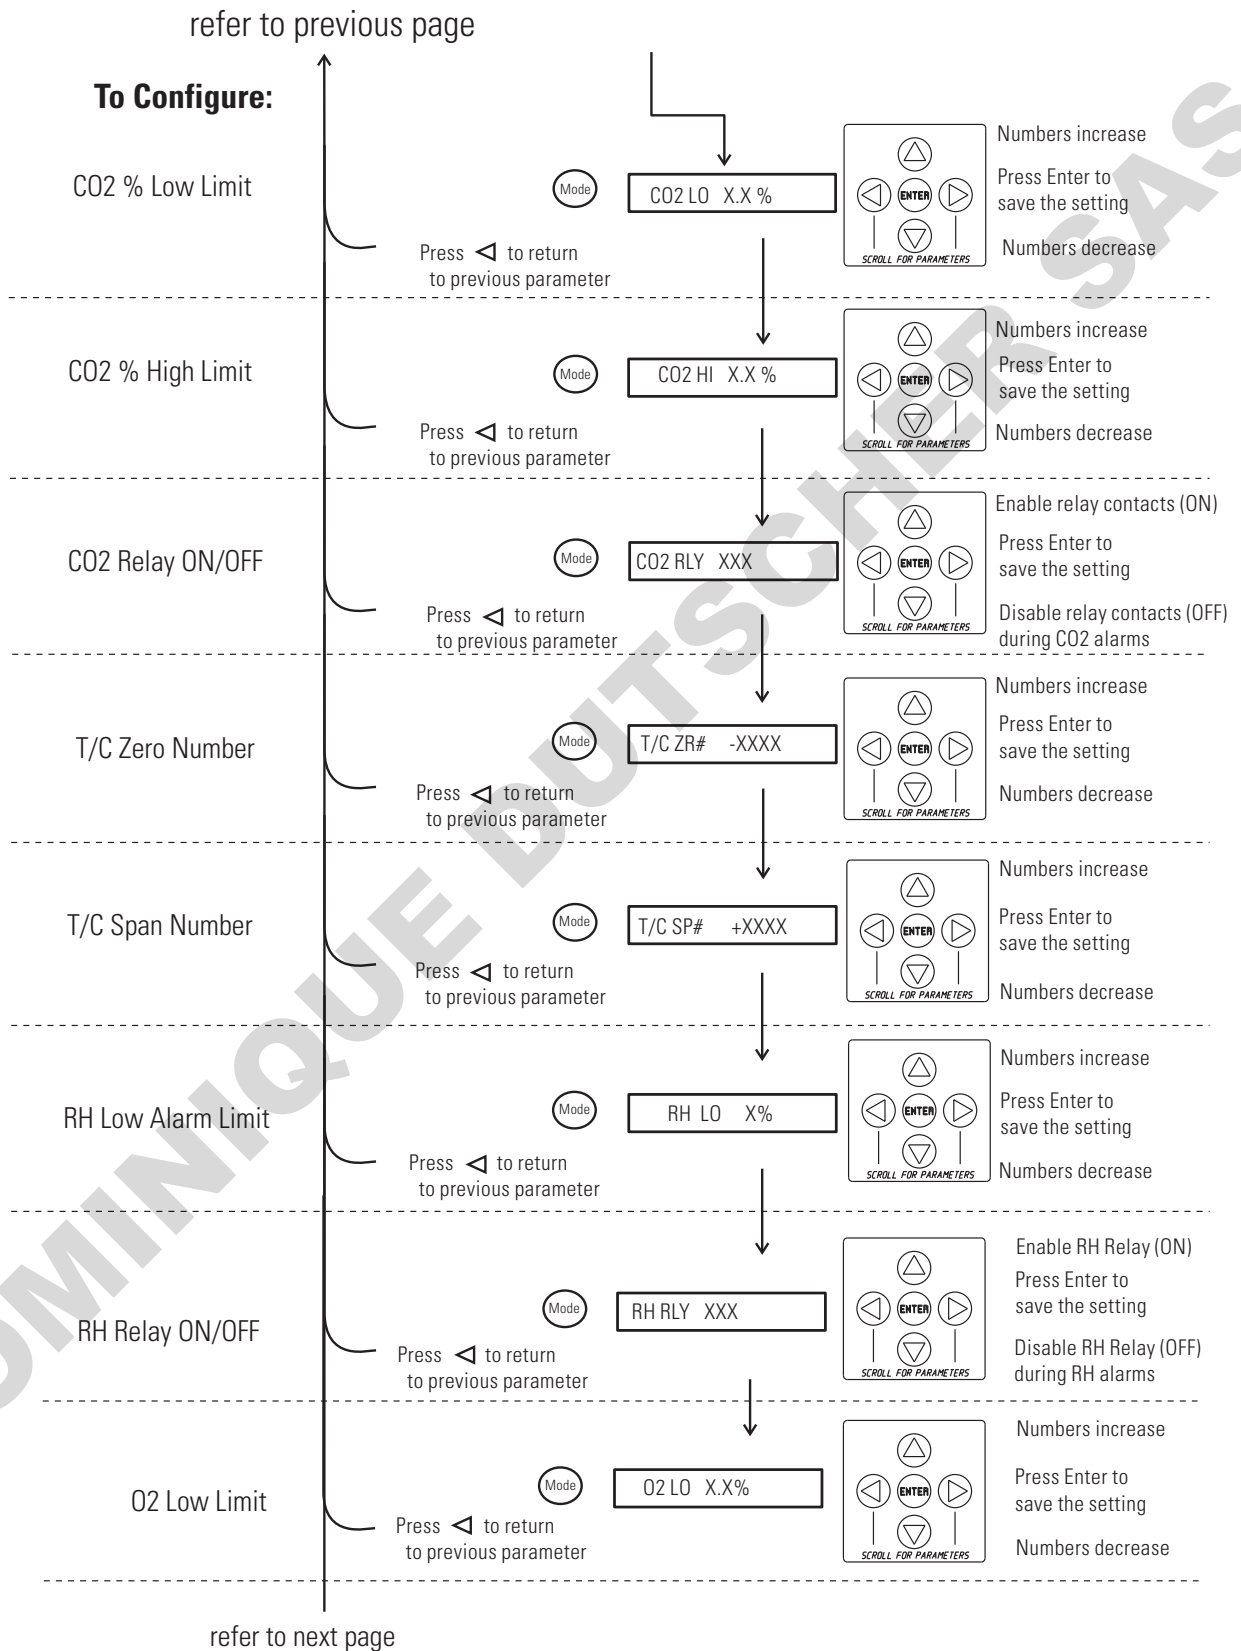 refer to previous page
To Configure:
CO2 % Low Limit
Mode
CO2 LO X.X %
ENTER
SCROLL FOR PARAMETERS
Numbers increase
Press Enter to
save the setting
Numbers decrease
Press to return
to previous parameter
CO2 % High Limit
Mode
CO2 HI X.X %
ENTER
SCROLL FOR PARAMETERS
Numbers increase
Press Enter to
save the setting
Numbers decrease
Press to return
to previous parameter
CO2 Relay ON/OFF
Mode
CO2 RLY XXX
ENTER
SCROLL FOR PARAMETERS
Enable relay contacts (ON)
Press Enter to
save the setting
Disable relay contacts (OFF)
during CO2 alarms
Press to return
to previous parameter
T/C Zero Number
Mode
T/C ZR# -XXXX
ENTER
SCROLL FOR PARAMETERS
Numbers increase
Press Enter to
save the setting
Numbers decrease
Press to return
to previous parameter
T/C Span Number
Mode
T/C SP# +XXXX
ENTER
SCROLL FOR PARAMETERS
Numbers increase
Press Enter to
save the setting
Numbers decrease
Press to return
to previous parameter
RH Low Alarm Limit
Mode
RH LO X%
ENTER
SCROLL FOR PARAMETERS
Numbers increase
Press Enter to
save the setting
Numbers decrease
Press to return
to previous parameter
RH Relay ON/OFF
Mode
RH RLY XXX
ENTER
SCROLL FOR PARAMETERS
Enable RH Relay (ON)
Press Enter to
save the setting
Disable RH Relay (OFF)
during RH alarms
Press to return
to previous parameter
O2 Low Limit
Mode
O2 LO X.X%
ENTER
SCROLL FOR PARAMETERS
Numbers increase
Press Enter to
save the setting
Numbers decrease
Press to return
to previous parameter
refer to next page
OMINIQUE DUTSCHER SAS